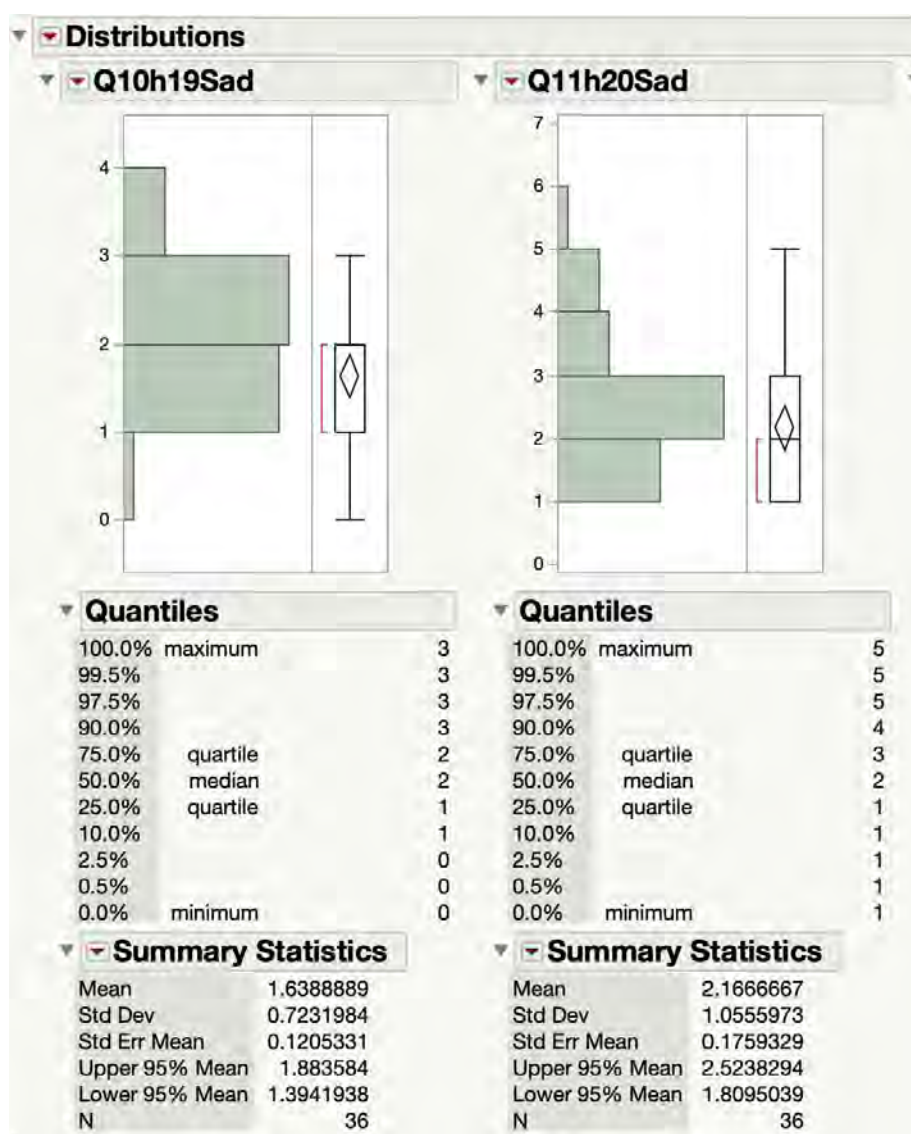 Distributions
Q10h19Sad
4
3
2
1
0
Quantiles
100.0% maximum 3
99.5% 3
97.5% 3
90.0% 3
75.0% quartile 2
50.0% median 2
25.0% quartile 1
10.0% 1
2.5% 0
0.5% 0
0.0% minimum 0
Summary Statistics
Mean 1.6388889
Std Dev 0.7231984
Std Err Mean 0.1205331
Upper 95% Mean 1.883584
Lower 95% Mean 1.3941938
N 36
Q11h20Sad
7
6
5
4
3
2
1
0
Quantiles
100.0% maximum 5
99.5% 5
97.5% 5
90.0% 4
75.0% quartile 3
50.0% median 2
25.0% quartile 1
10.0% 1
2.5% 1
0.5% 1
0.0% minimum 1
Summary Statistics
Mean 2.1666667
Std Dev 1.0555973
Std Err Mean 0.1759329
Upper 95% Mean 2.5238294
Lower 95% Mean 1.8095039
N 36